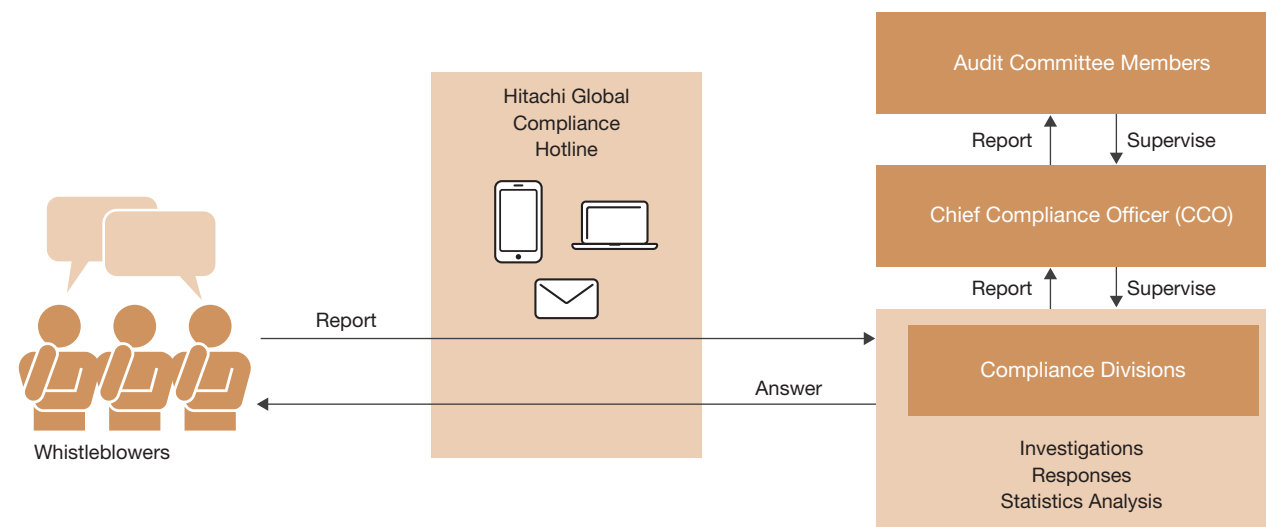 Hitachi Global
Compliance
Hotline
Audit Committee Members
Report
Supervise
Chief Compliance Officer (CCO)
Report
Supervise
Report
Compliance Divisions
Answer
Whistleblowers
Investigations
Responses
Statistics Analysis